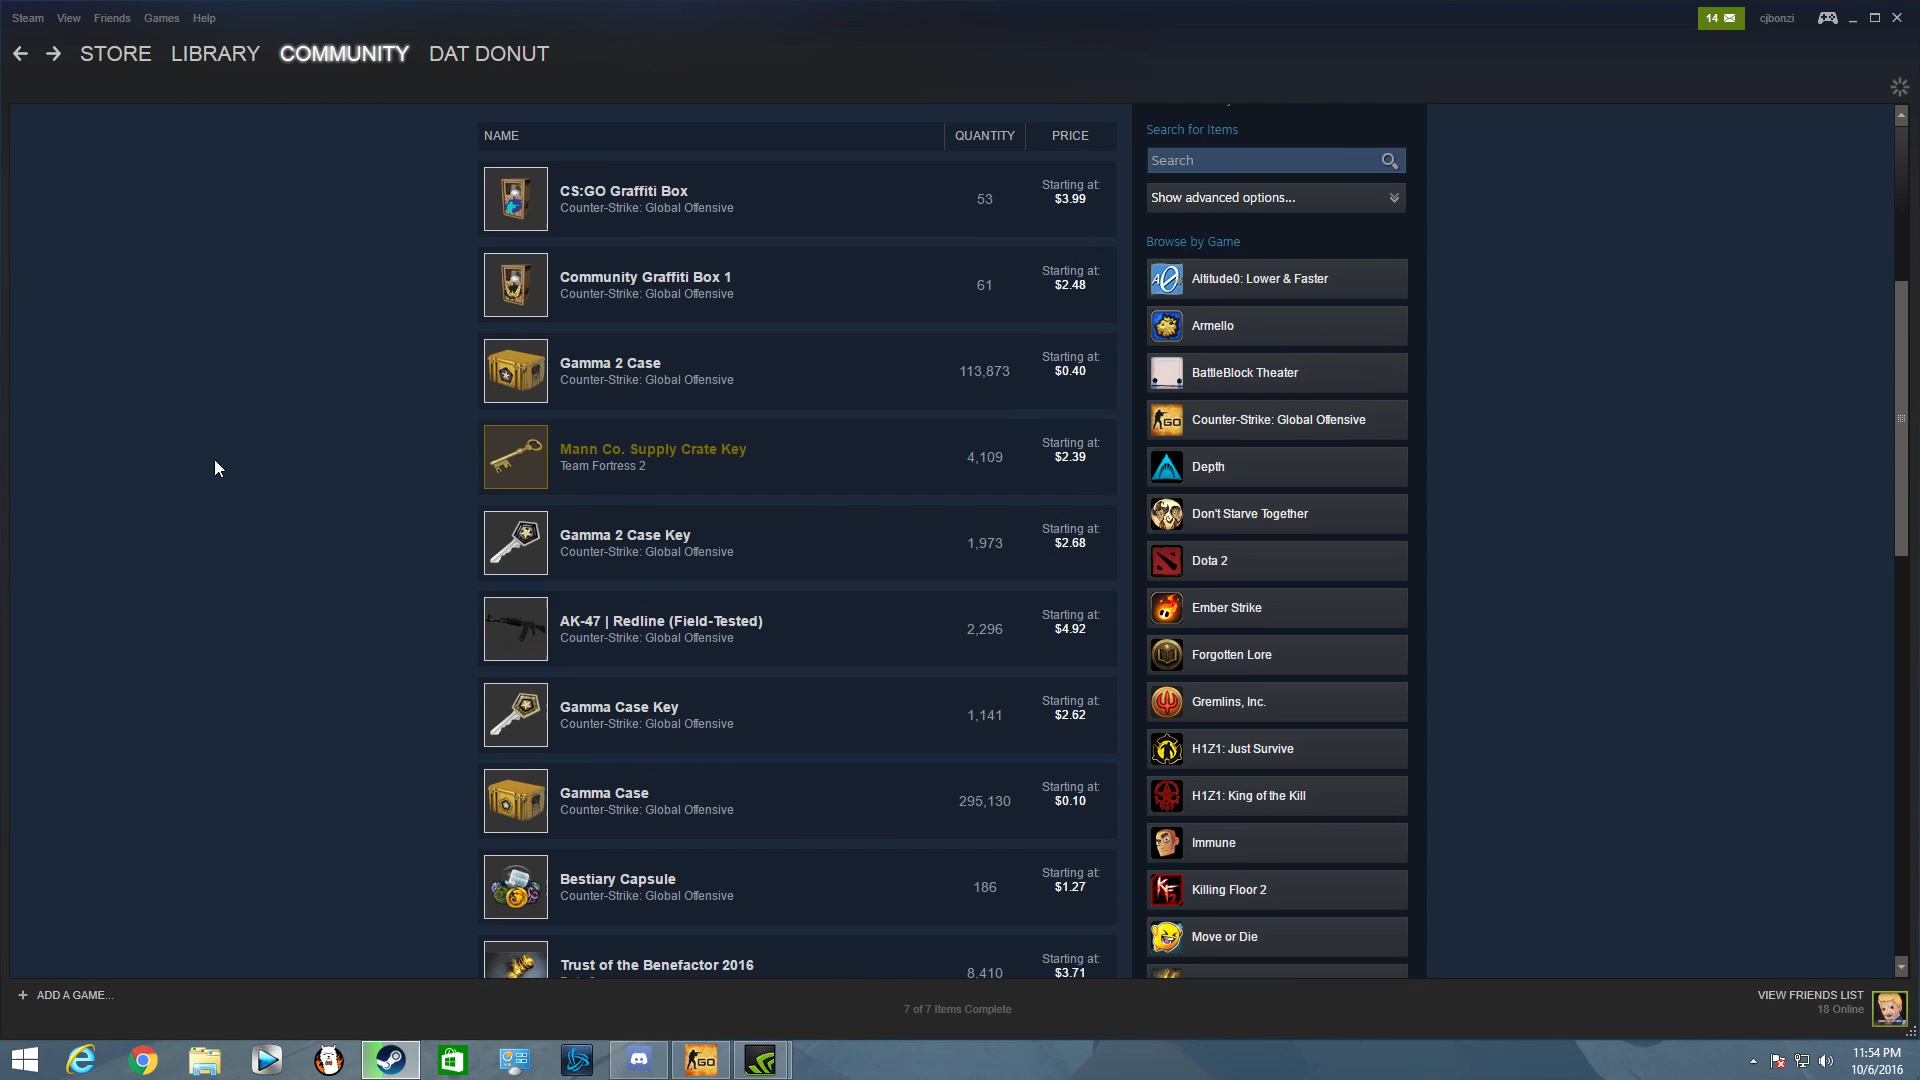 Steam View Friends Games Help
14 cjbonzi
STORE LIBRARY COMMUNITY DAT DONUT
NAME QUANTITY PRICE
CS:GO Graffiti Box
Counter-Strike: Global Offensive
53
Starting at:
$3.99
Community Graffiti Box 1
Counter-Strike: Global Offensive
61
Starting at:
$2.48
Gamma 2 Case
Counter-Strike: Global Offensive
113,873
Starting at:
$0.40
Mann Co. Supply Crate Key
Team Fortress 2
4,109
Starting at:
$2.39
Gamma 2 Case Key
Counter-Strike: Global Offensive
1,973
Starting at:
$2.68
AK-47 | Redline (Field-Tested)
Counter-Strike: Global Offensive
2,296
Starting at:
$4.92
Gamma Case Key
Counter-Strike: Global Offensive
1,141
Starting at:
$2.62
Gamma Case
Counter-Strike: Global Offensive
295,130
Starting at:
$0.10
Bestiary Capsule
Counter-Strike: Global Offensive
186
Starting at:
$1.27
Trust of the Benefactor 2016
8,410
Starting at:
$3.71
Search for Items
Search
Show advanced options...
Browse by Game
Altitude0: Lower & Faster
Armello
BattleBlock Theater
Counter-Strike: Global Offensive
Depth
Don't Starve Together
Dota 2
Ember Strike
Forgotten Lore
Gremlins, Inc.
H1Z1: Just Survive
H1Z1: King of the Kill
Immune
Killing Floor 2
Move or Die
+ ADD A GAME...
7 of 7 Items Complete
VIEW FRIENDS LIST
18 Online
11:54 PM
10/6/2016